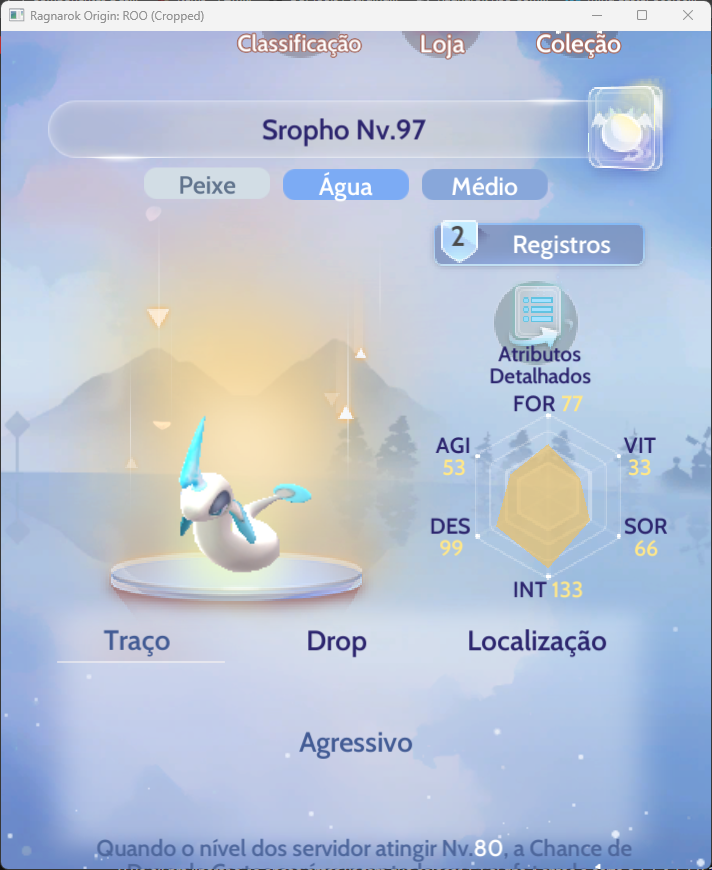 Ragnarok Origin: ROO (Cropped)
Classificação
Loja
Coleção
Sropho Nv.97
Peixe
Água
Médio
2
Registros
Atributos
Detalhados
FOR 77
AGI
53
VIT
33
DES
99
SOR
66
INT 133
Traço
Drop
Localização
Agressivo
Quando o nível dos servidor atingir Nv.80, a Chance de